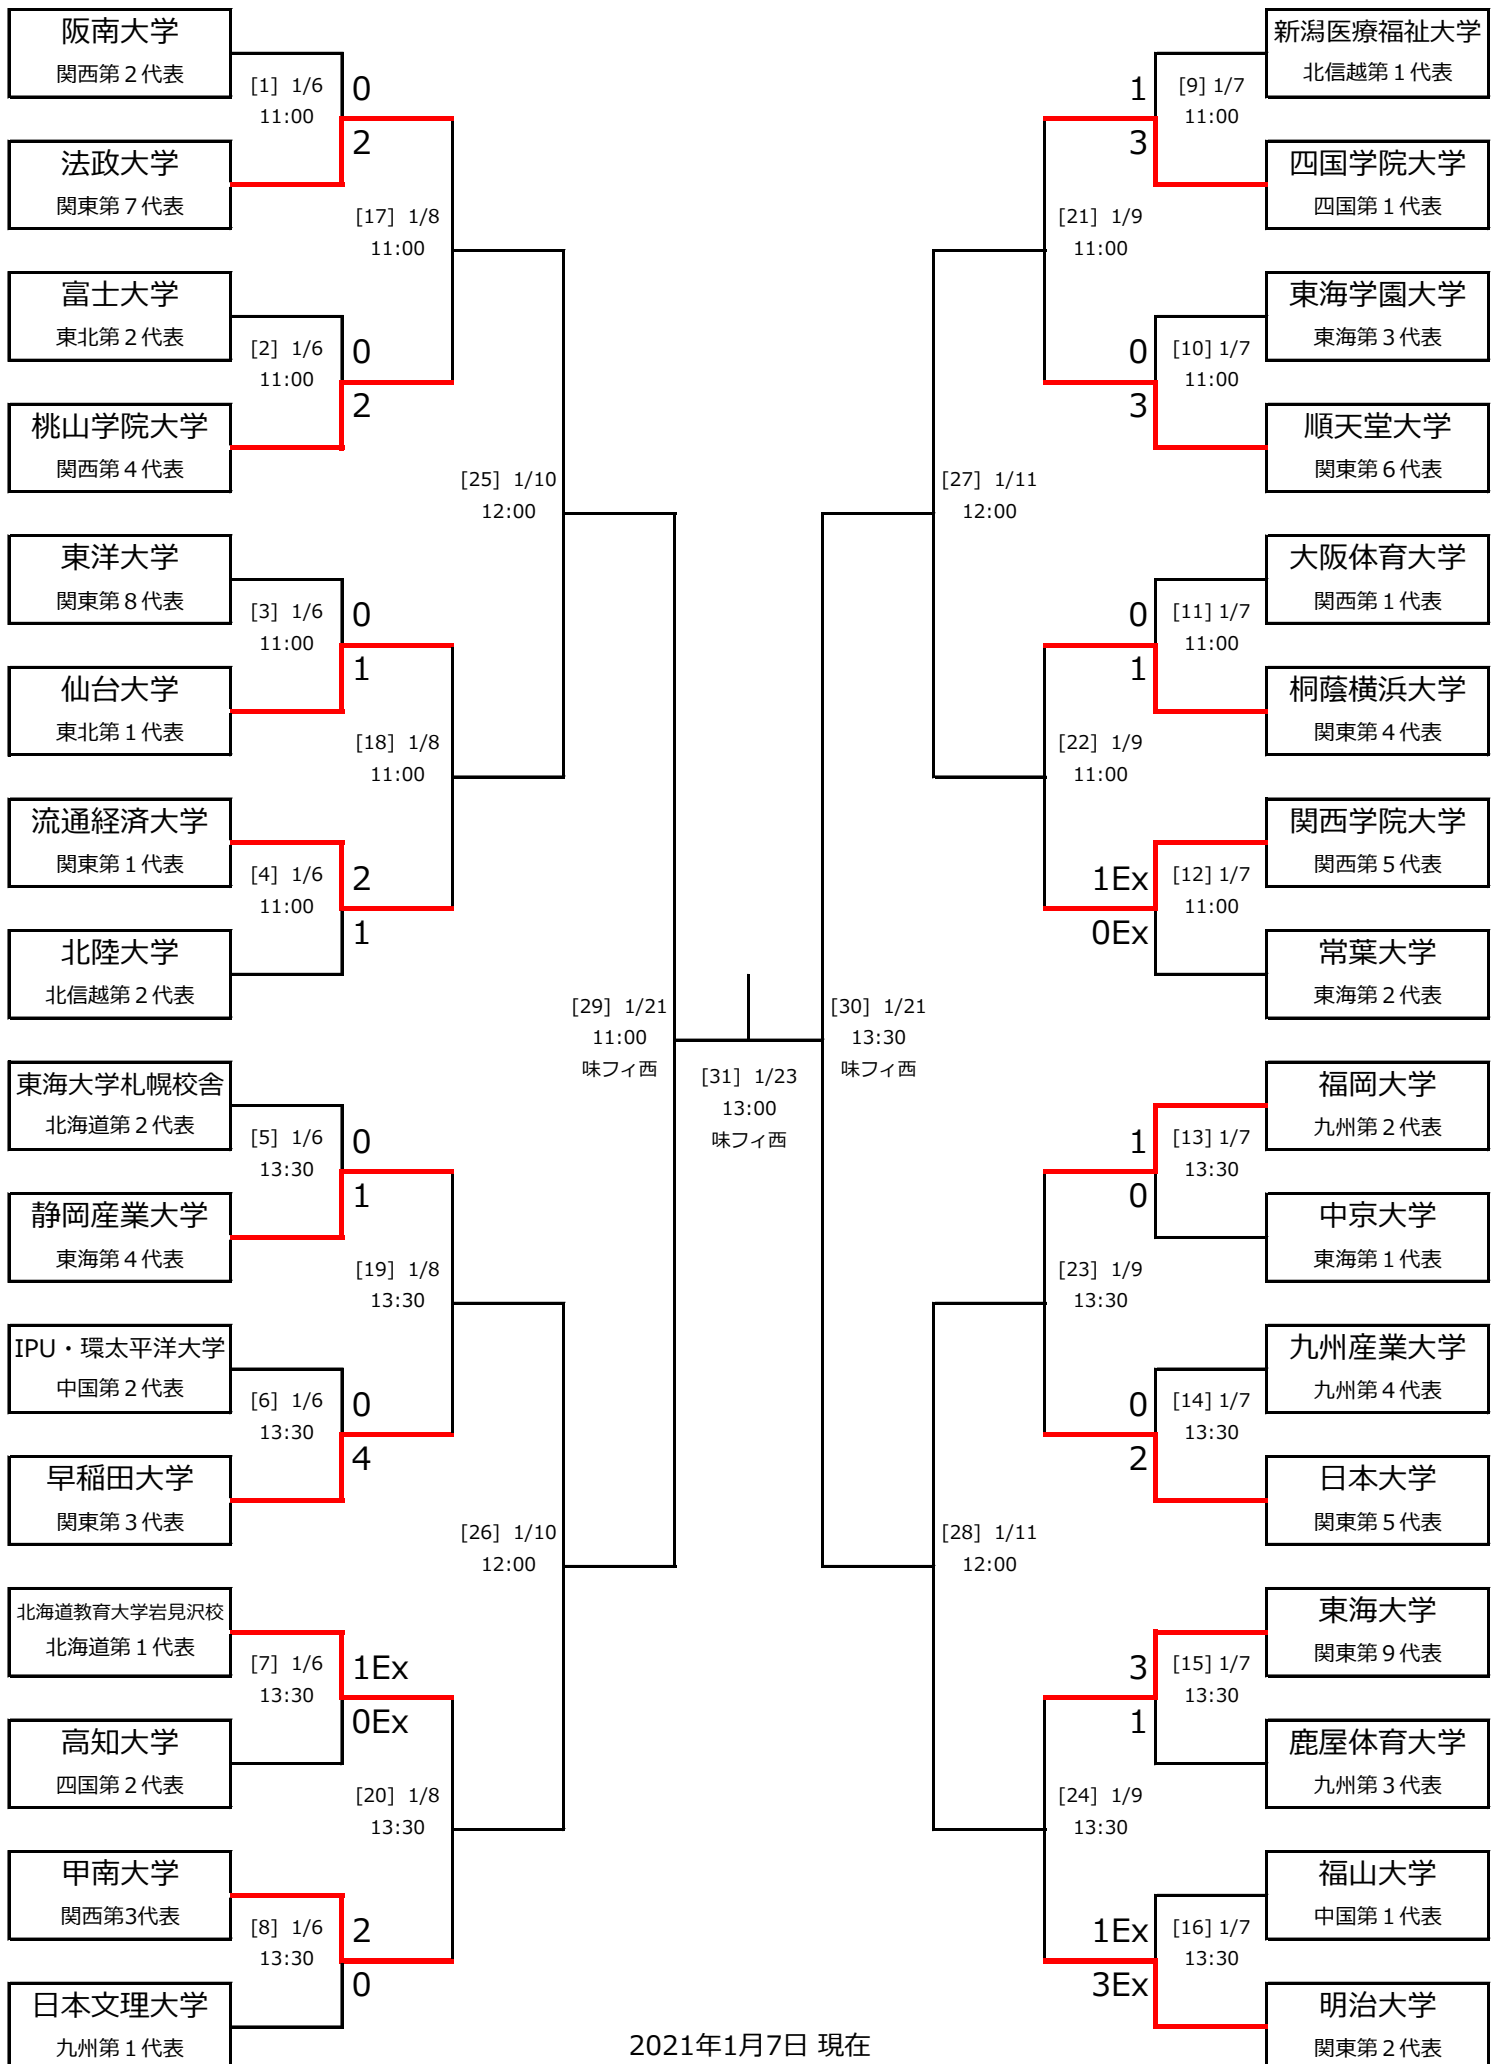 阪南大学
関西第２代表
[1] 1/6
11:00
0
2
法政大学
関東第７代表
[17] 1/8
11:00
富士大学
東北第２代表
[2] 1/6
11:00
0
2
桃山学院大学
関西第４代表
[25] 1/10
12:00
東洋大学
関東第８代表
[3] 1/6
11:00
0
1
仙台大学
東北第１代表
[18] 1/8
11:00
流通経済大学
関東第１代表
[4] 1/6
11:00
2
1
北陸大学
北信越第２代表
[29] 1/21
11:00
味フィ西
東海大学札幌校舎
北海道第２代表
[5] 1/6
13:30
0
1
静岡産業大学
東海第４代表
[19] 1/8
13:30
IPU・環太平洋大学
中国第２代表
[6] 1/6
13:30
0
4
早稲田大学
関東第３代表
[26] 1/10
12:00
北海道教育大学岩見沢校
北海道第１代表
[7] 1/6
13:30
1Ex
0Ex
高知大学
四国第２代表
[20] 1/8
13:30
甲南大学
関西第3代表
[8] 1/6
13:30
2
0
日本文理大学
九州第１代表
[31] 1/23
13:00
味フィ西
新潟医療福祉大学
北信越第１代表
[9] 1/7
11:00
1
3
四国学院大学
四国第１代表
[21] 1/9
11:00
東海学園大学
東海第３代表
[10] 1/7
11:00
0
3
順天堂大学
関東第６代表
[27] 1/11
12:00
大阪体育大学
関西第１代表
[11] 1/7
11:00
0
1
桐蔭横浜大学
関東第４代表
[22] 1/9
11:00
関西学院大学
関西第５代表
[12] 1/7
11:00
1Ex
0Ex
常葉大学
東海第２代表
[30] 1/21
13:30
味フィ西
福岡大学
九州第２代表
[13] 1/7
13:30
1
0
中京大学
東海第１代表
[23] 1/9
13:30
九州産業大学
九州第４代表
[14] 1/7
13:30
0
2
日本大学
関東第５代表
[28] 1/11
12:00
東海大学
関東第９代表
[15] 1/7
13:30
3
1
鹿屋体育大学
九州第３代表
[24] 1/9
13:30
福山大学
中国第１代表
[16] 1/7
13:30
1Ex
3Ex
明治大学
関東第２代表
2021年1月7日 現在